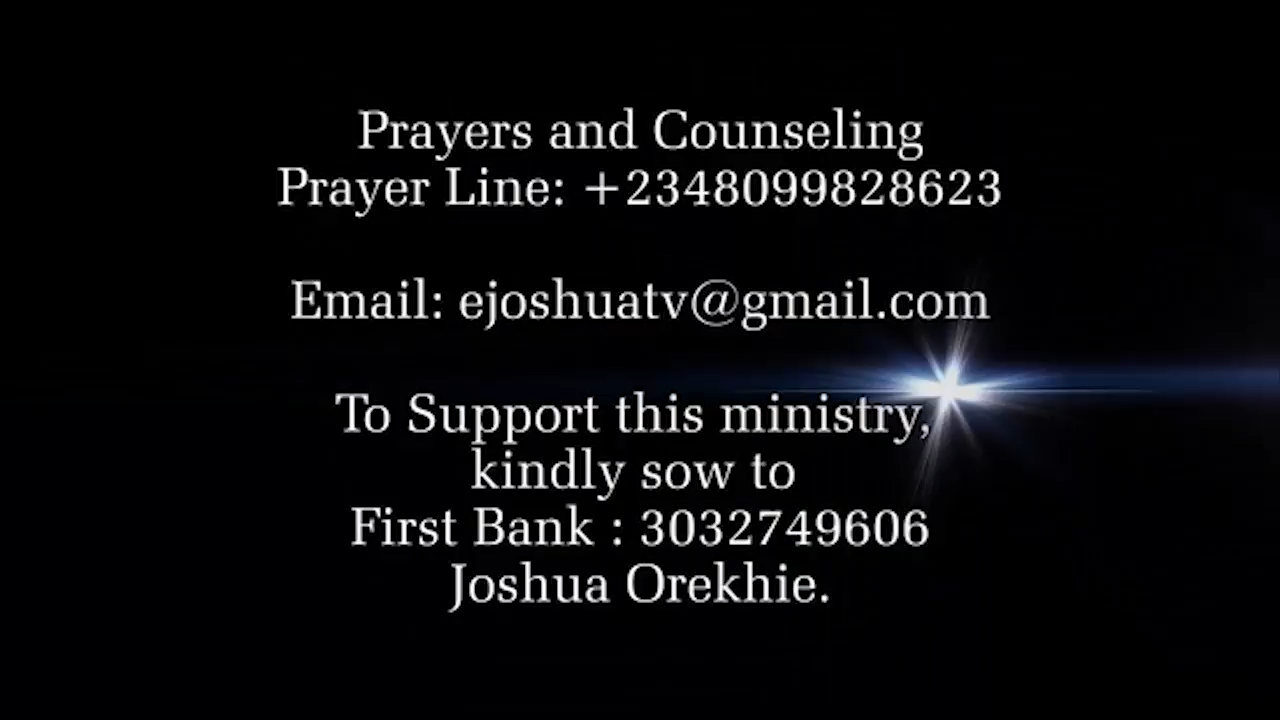 Prayers and Counseling
Prayer Line: +2348099828623
Email: ejoshuatv@gmail.com
To Support this ministry,
kindly sow to
First Bank : 3032749606
Joshua Orekhie.